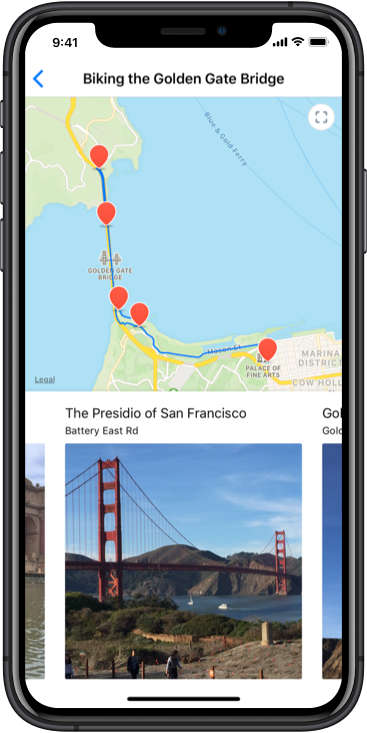 9:41
Biking the Golden Gate Bridge
Blue & Gold Ferry
GOLDEN GATE
BRIDGE
Mason St
PALACE OF
FINE ARTS
MARINA
DISTRICT
COW HOLL
Legal
The Presidio of San Francisco
Gol
Battery East Rd
Gold